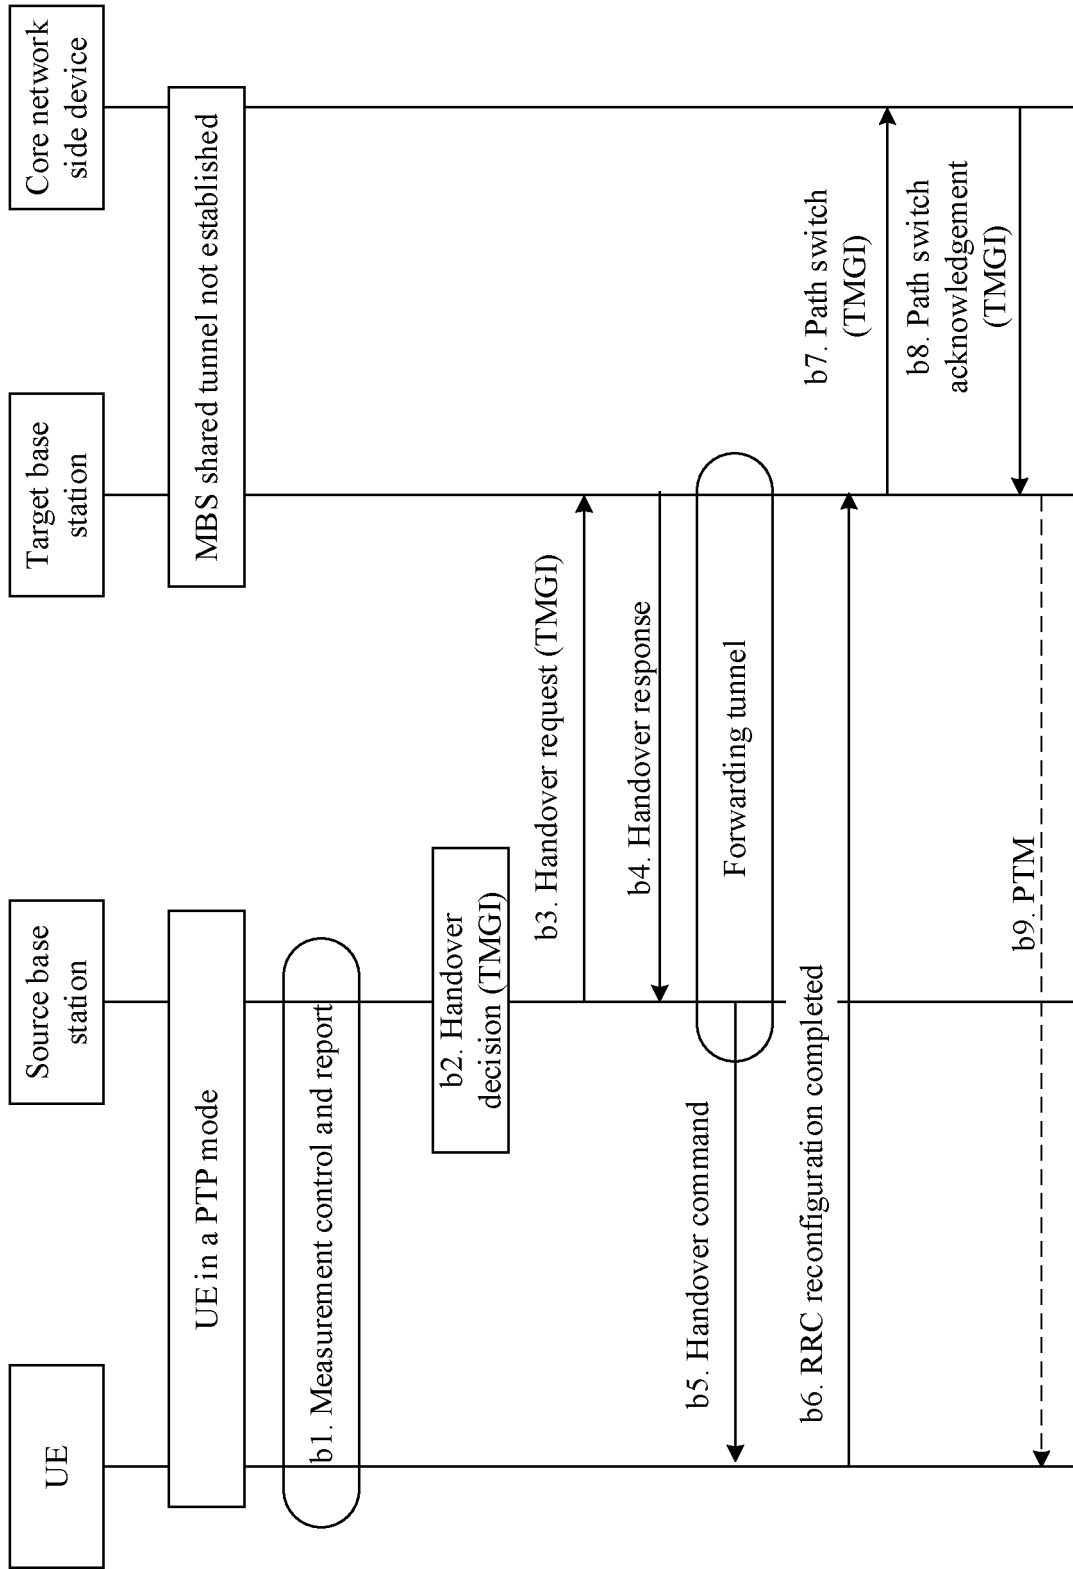 UE
Source base
station
Target base
station
Core network
side device
UE in a PTP mode
MBS shared tunnel not established
b1. Measurement control and report
b2. Handover
decision (TMGI)
b3. Handover request (TMGI)
b4. Handover response
Forwarding tunnel
b5. Handover command
b6. RRC reconfiguration completed
b7. Path switch
(TMGI)
b8. Path switch
acknowledgement
(TMGI)
b9. PTM